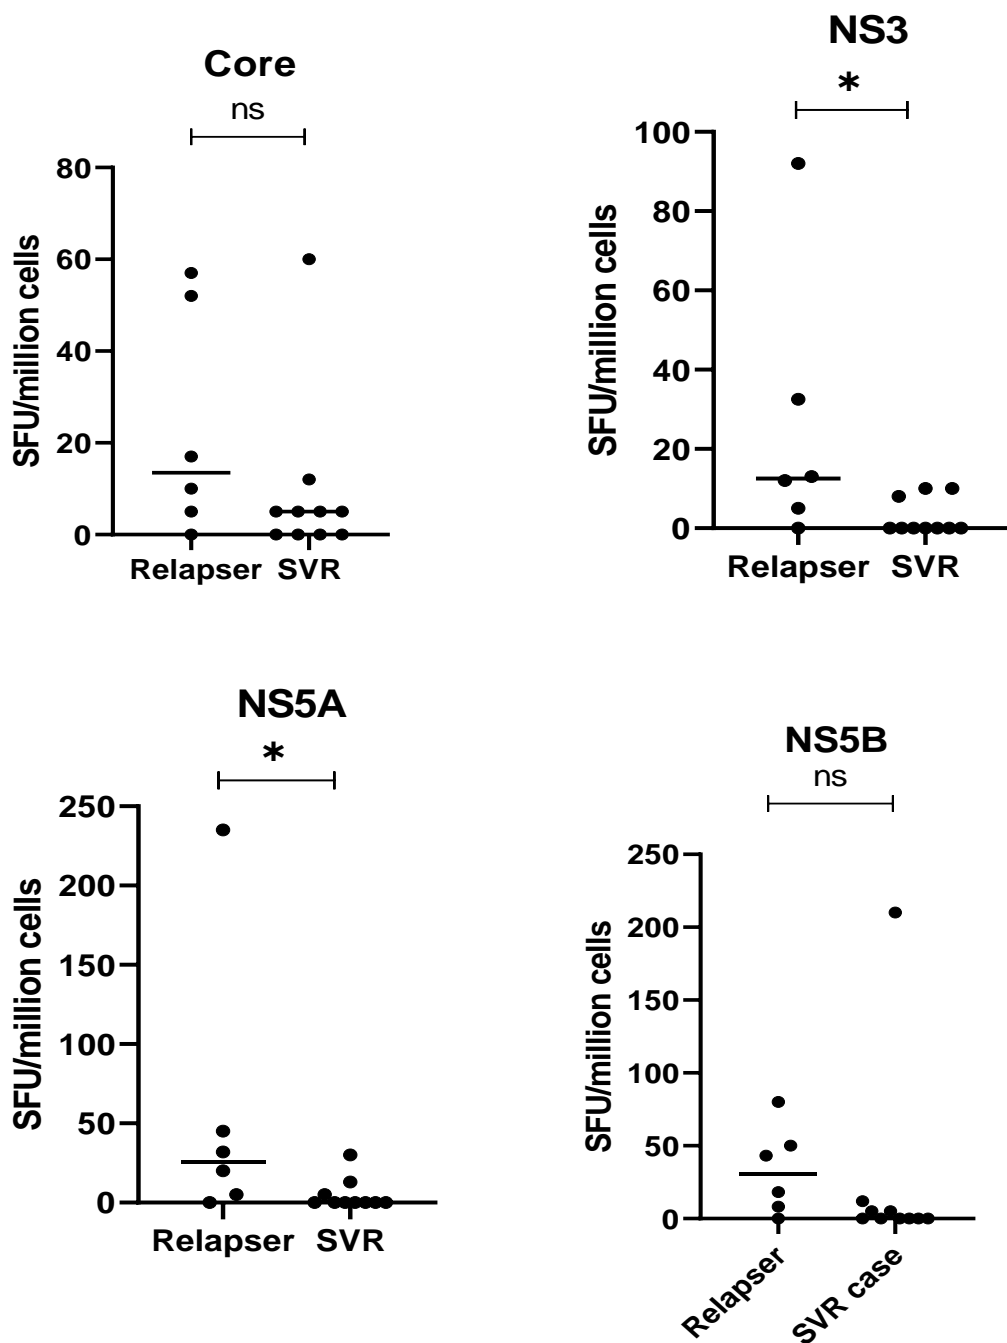 Core
ns
SFU/million cells
80
60
40
20
0
Relapser SVR
NS3
*
SFU/million cells
100
80
60
40
20
0
Relapser SVR
NS5A
*
SFU/million cells
250
200
150
100
50
0
Relapser SVR
NS5B
ns
SFU/million cells
250
200
150
100
50
0
Relapser
SVR case